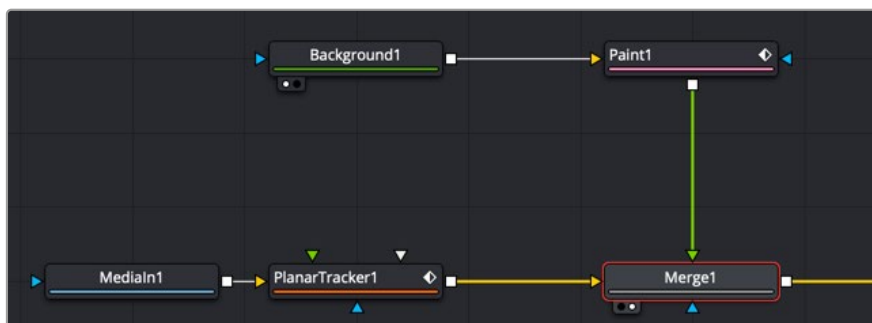 Background1
Paint1
MediaIn1
PlanarTracker1
Merge1